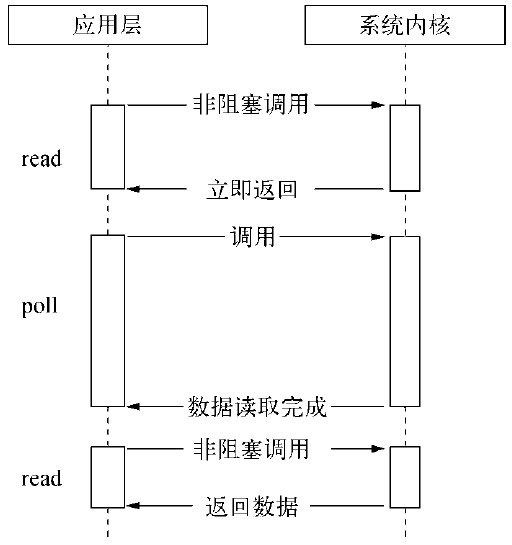 应用层
系统内核
非阻塞调用
read
立即返回
调用
poll
数据读取完成
非阻塞调用
read
返回数据